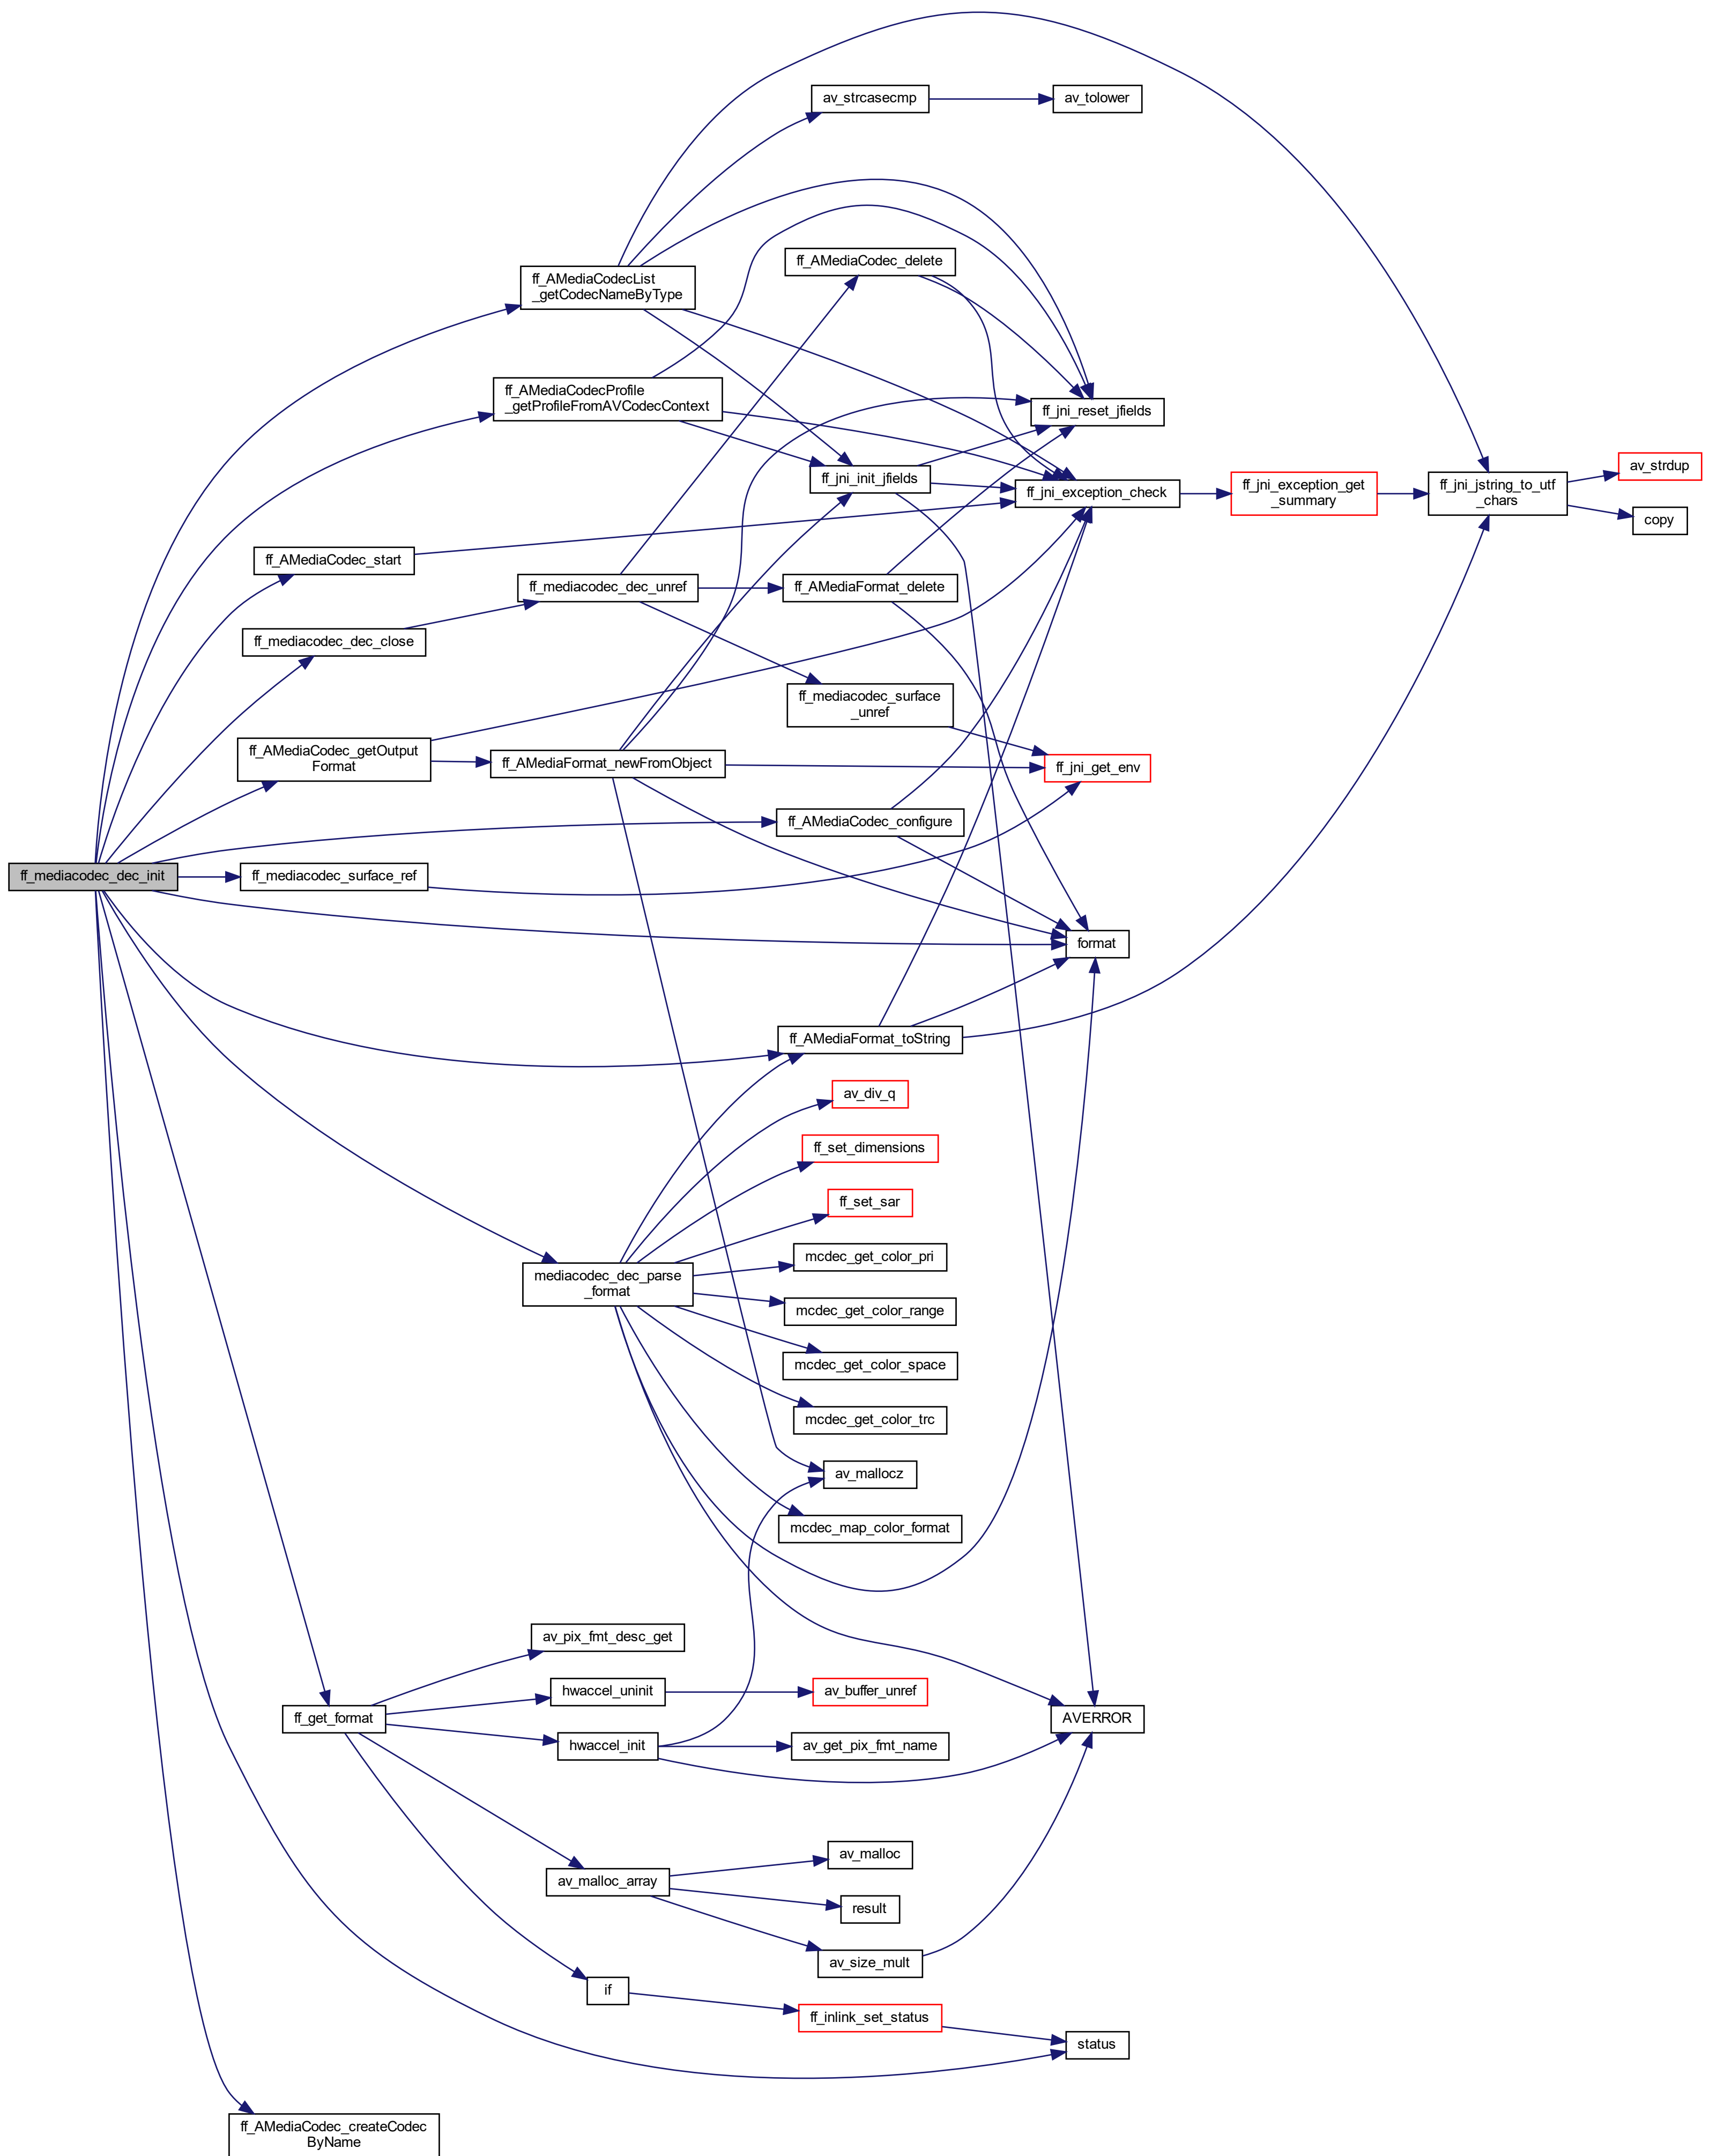 av_strcasecmp
av_tolower
ff_AMediaCodec_delete
ff_AMediaCodecList
_getCodecNameByType
ff_AMediaCodecProfile
_getProfileFromAVCodecContext
ff_jni_reset_jfields
ff_jni_init_jfields
ff_jni_exception_check
ff_jni_exception_get
_summary
ff_jni_jstring_to_utf
_chars
av_strdup
copy
ff_AMediaCodec_start
ff_mediacodec_dec_unref
ff_AMediaFormat_delete
ff_mediacodec_dec_close
ff_mediacodec_surface
_unref
ff_AMediaCodec_getOutput
Format
ff_AMediaFormat_newFromObject
ff_jni_get_env
ff_AMediaCodec_configure
ff_mediacodec_dec_init
ff_mediacodec_surface_ref
format
ff_AMediaFormat_toString
av_div_q
ff_set_dimensions
ff_set_sar
mcdec_get_color_pri
mediacodec_dec_parse
_format
mcdec_get_color_range
mcdec_get_color_space
mcdec_get_color_trc
av_mallocz
mcdec_map_color_format
av_pix_fmt_desc_get
hwaccel_uninit
av_buffer_unref
ff_get_format
AVERROR
hwaccel_init
av_get_pix_fmt_name
av_malloc
av_malloc_array
result
av_size_mult
if
ff_inlink_set_status
status
ff_AMediaCodec_createCodec
ByName